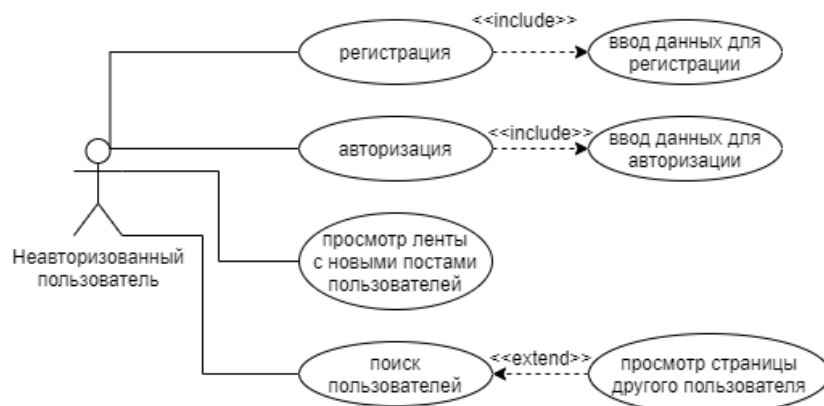 <<include>>
регистрация
ввод данных для
регистрации
<<include>>
авторизация
ввод данных для
авторизации
Неавторизованный
пользователь
просмотр ленты
с новыми постами
пользователей
<<extend>>
поиск
пользователей
просмотр страницы
другого пользователя